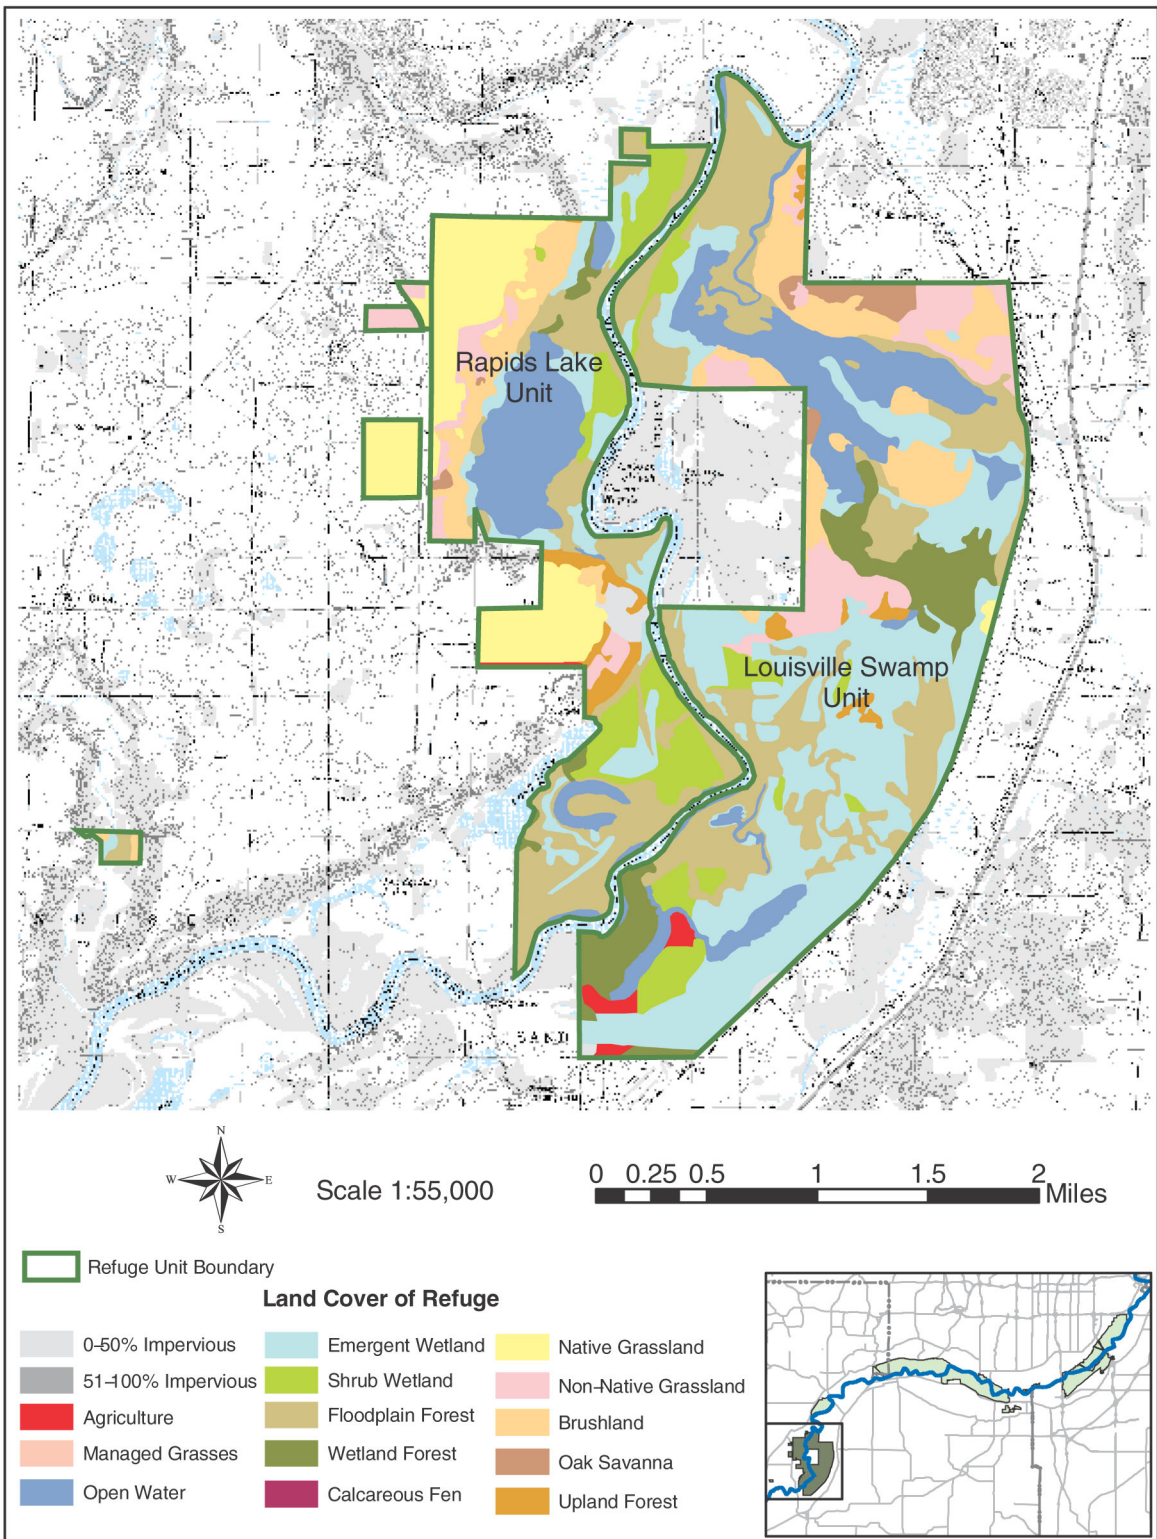 Rapids Lake
Unit
Louisville Swamp
Unit
N
W
E
S
Scale 1:55,000
0 0.25 0.5 1 1.5 2
Miles
Refuge Unit Boundary
Land Cover of Refuge
0–50% Impervious
51–100% Impervious
Agriculture
Managed Grasses
Open Water
Emergent Wetland
Shrub Wetland
Floodplain Forest
Wetland Forest
Calcareous Fen
Native Grassland
Non-Native Grassland
Brushland
Oak Savanna
Upland Forest